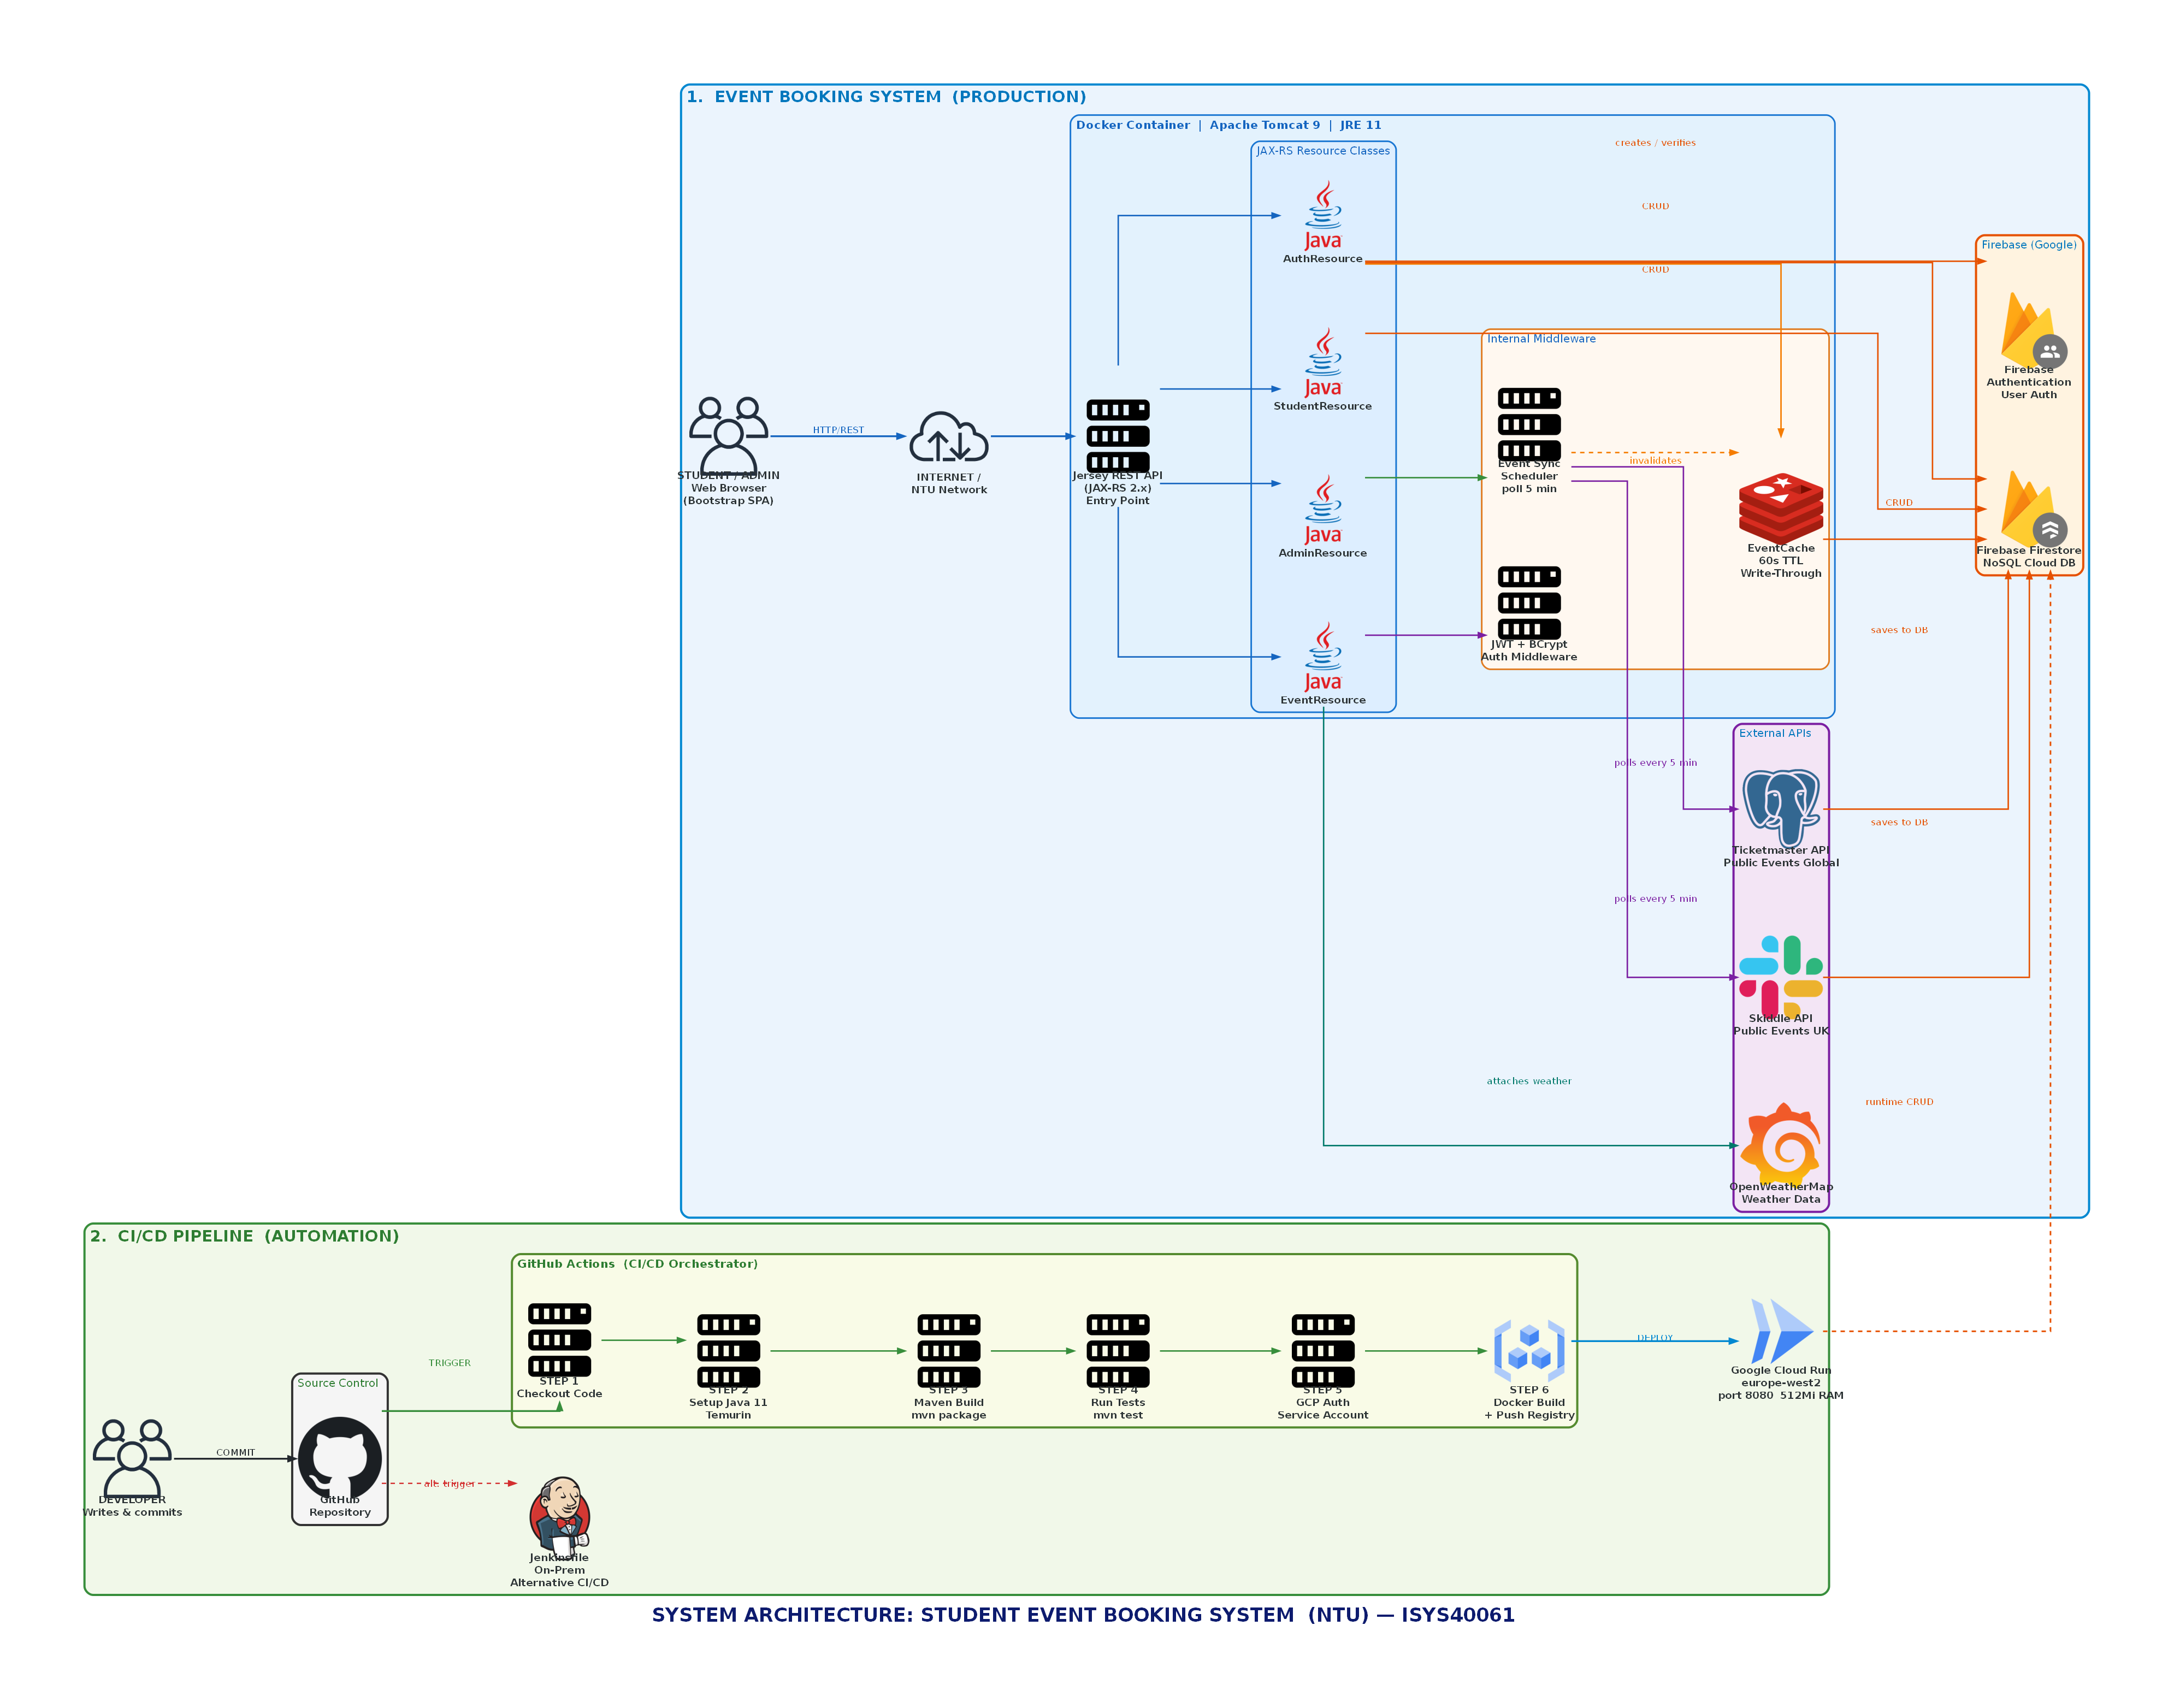 1.  EVENT BOOKING SYSTEM  (PRODUCTION)
Docker Container  |  Apache Tomcat 9  |  JRE 11
JAX-RS Resource Classes
creates / verifies
CRUD
CRUD
Java
AuthResource
Java
StudentResource
Java
AdminResource
Java
EventResource
Firebase (Google)
Firebase
Authentication
User Auth
Firebase Firestore
NoSQL Cloud DB
Internal Middleware
Event Sync
Scheduler
poll 5 min
invalidates
EventCache
60s TTL
Write-Through
JWT + BCrypt
Auth Middleware
CRUD
STUDENT / ADMIN
Web Browser
(Bootstrap SPA)
HTTP/REST
INTERNET /
NTU Network
Jersey REST API
(JAX-RS 2.x)
Entry Point
saves to DB
External APIs
polls every 5 min
Ticketmaster API
Public Events Global
saves to DB
polls every 5 min
Skiddle API
Public Events UK
attaches weather
runtime CRUD
OpenWeatherMap
Weather Data
2.  CI/CD PIPELINE  (AUTOMATION)
GitHub Actions  (CI/CD Orchestrator)
TRIGGER
STEP 1
Checkout Code
STEP 2
Setup Java 11
Temurin
STEP 3
Maven Build
mvn package
STEP 4
Run Tests
mvn test
STEP 5
GCP Auth
Service Account
STEP 6
Docker Build
+ Push Registry
DEPLOY
Google Cloud Run
europe-west2
port 8080  512Mi RAM
Source Control
COMMIT
DEVELOPER
Writes & commits
GitHub
Repository
alt. trigger
Jenkinsfile
On-Prem
Alternative CI/CD
SYSTEM ARCHITECTURE: STUDENT EVENT BOOKING SYSTEM  (NTU) — ISYS40061